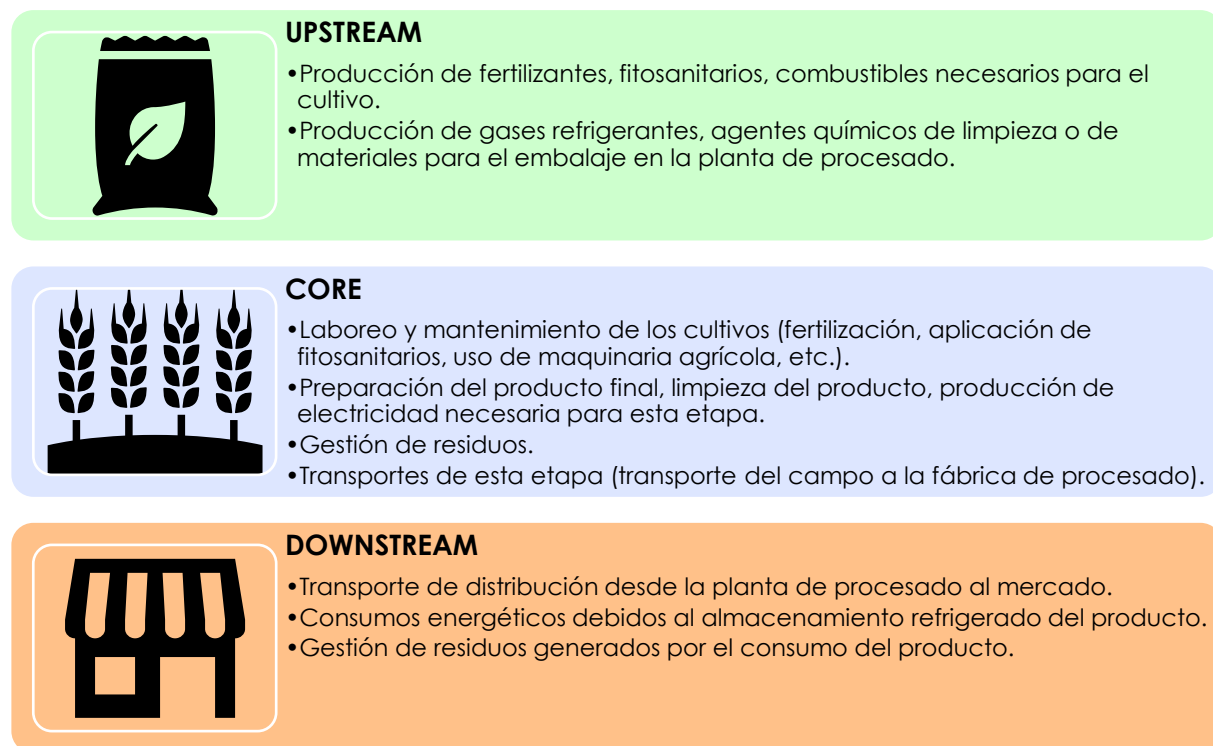 UPSTREAM
•Producción de fertilizantes, fitosanitarios, combustibles necesarios para el
cultivo.
•Producción de gases refrigerantes, agentes químicos de limpieza o de
materiales para el embalaje en la planta de procesado.
CORE
•Laboreo y mantenimiento de los cultivos (fertilización, aplicación de
fitosanitarios, uso de maquinaria agrícola, etc.).
•Preparación del producto final, limpieza del producto, producción de
electricidad necesaria para esta etapa.
•Gestión de residuos.
•Transportes de esta etapa (transporte del campo a la fábrica de procesado).
DOWNSTREAM
•Transporte de distribución desde la planta de procesado al mercado.
•Consumos energéticos debidos al almacenamiento refrigerado del producto.
•Gestión de residuos generados por el consumo del producto.